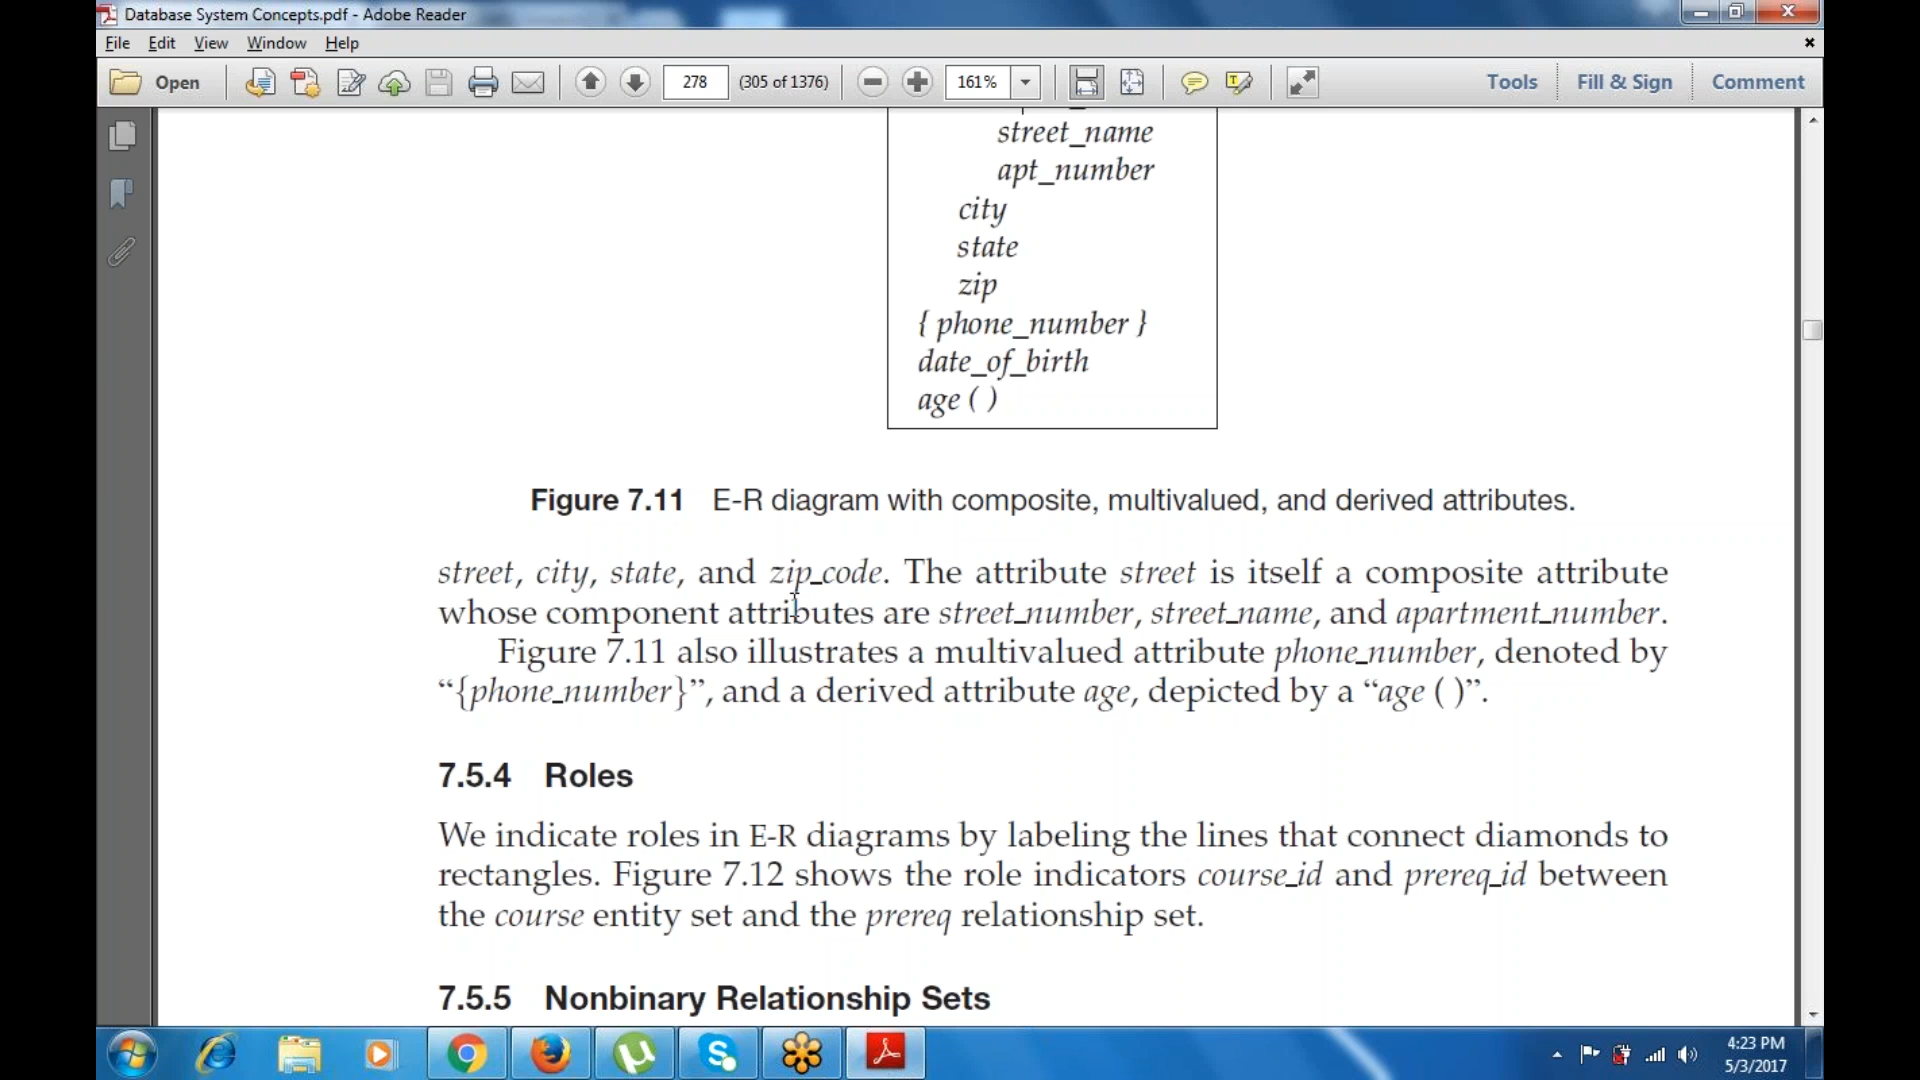 Database System Concepts.pdf - Adobe Reader
File Edit View Window Help
Open 278 (305 of 1376) 161% Tools Fill & Sign Comment
street_name
apt_number
city
state
zip
{ phone_number }
date_of_birth
age ( )
Figure 7.11 E-R diagram with composite, multivalued, and derived attributes.
street, city, state, and zip_code. The attribute street is itself a composite attribute
whose component attributes are street_number, street_name, and apartment_number.
Figure 7.11 also illustrates a multivalued attribute phone_number, denoted by
“{phone_number}”, and a derived attribute age, depicted by a “age ( )”.
7.5.4 Roles
We indicate roles in E-R diagrams by labeling the lines that connect diamonds to
rectangles. Figure 7.12 shows the role indicators course_id and prereq_id between
the course entity set and the prereq relationship set.
7.5.5 Nonbinary Relationship Sets
4:23 PM
5/3/2017